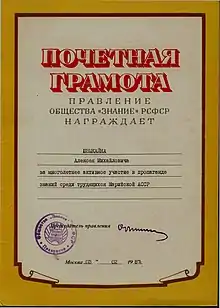 ПОЧЕТНАЯ
ГРАМОТА
ПРАВЛЕНИЕ
ОБЩЕСТВА «ЗНАНИЕ» РСФСР
НАГРАЖДАЕТ
Алексея Михайловича
за многолетнее активное участие в пропаганде
знаний среди трудящихся Марийской АССР
Председатель правления
Москва